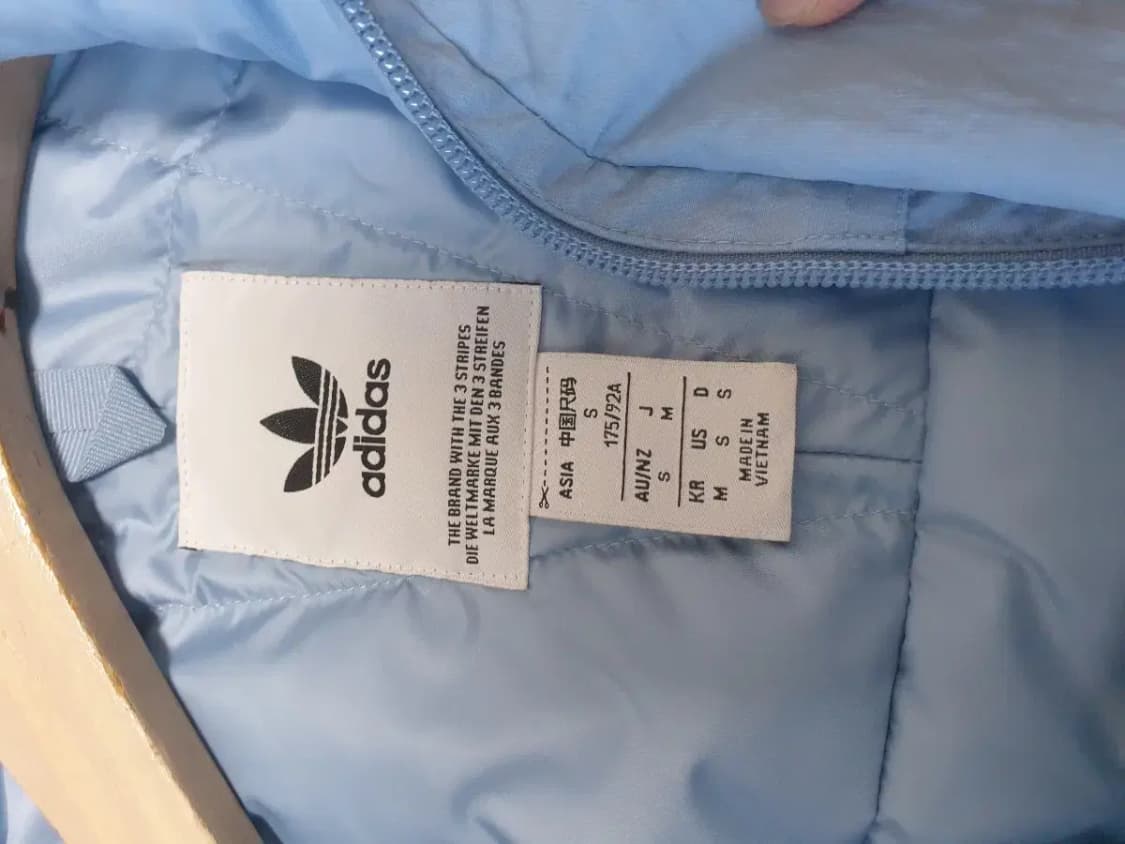 adidas
THE BRAND WITH THE 3 STRIPES
DIE WELTMARKE MIT DEN 3 STREIFEN
LA MARQUE AUX 3 BANDES
ASIA 中国尺码
S
175/92A
AU/NZ J
S M
KR US D
M S S
MADE IN
VIETNAM